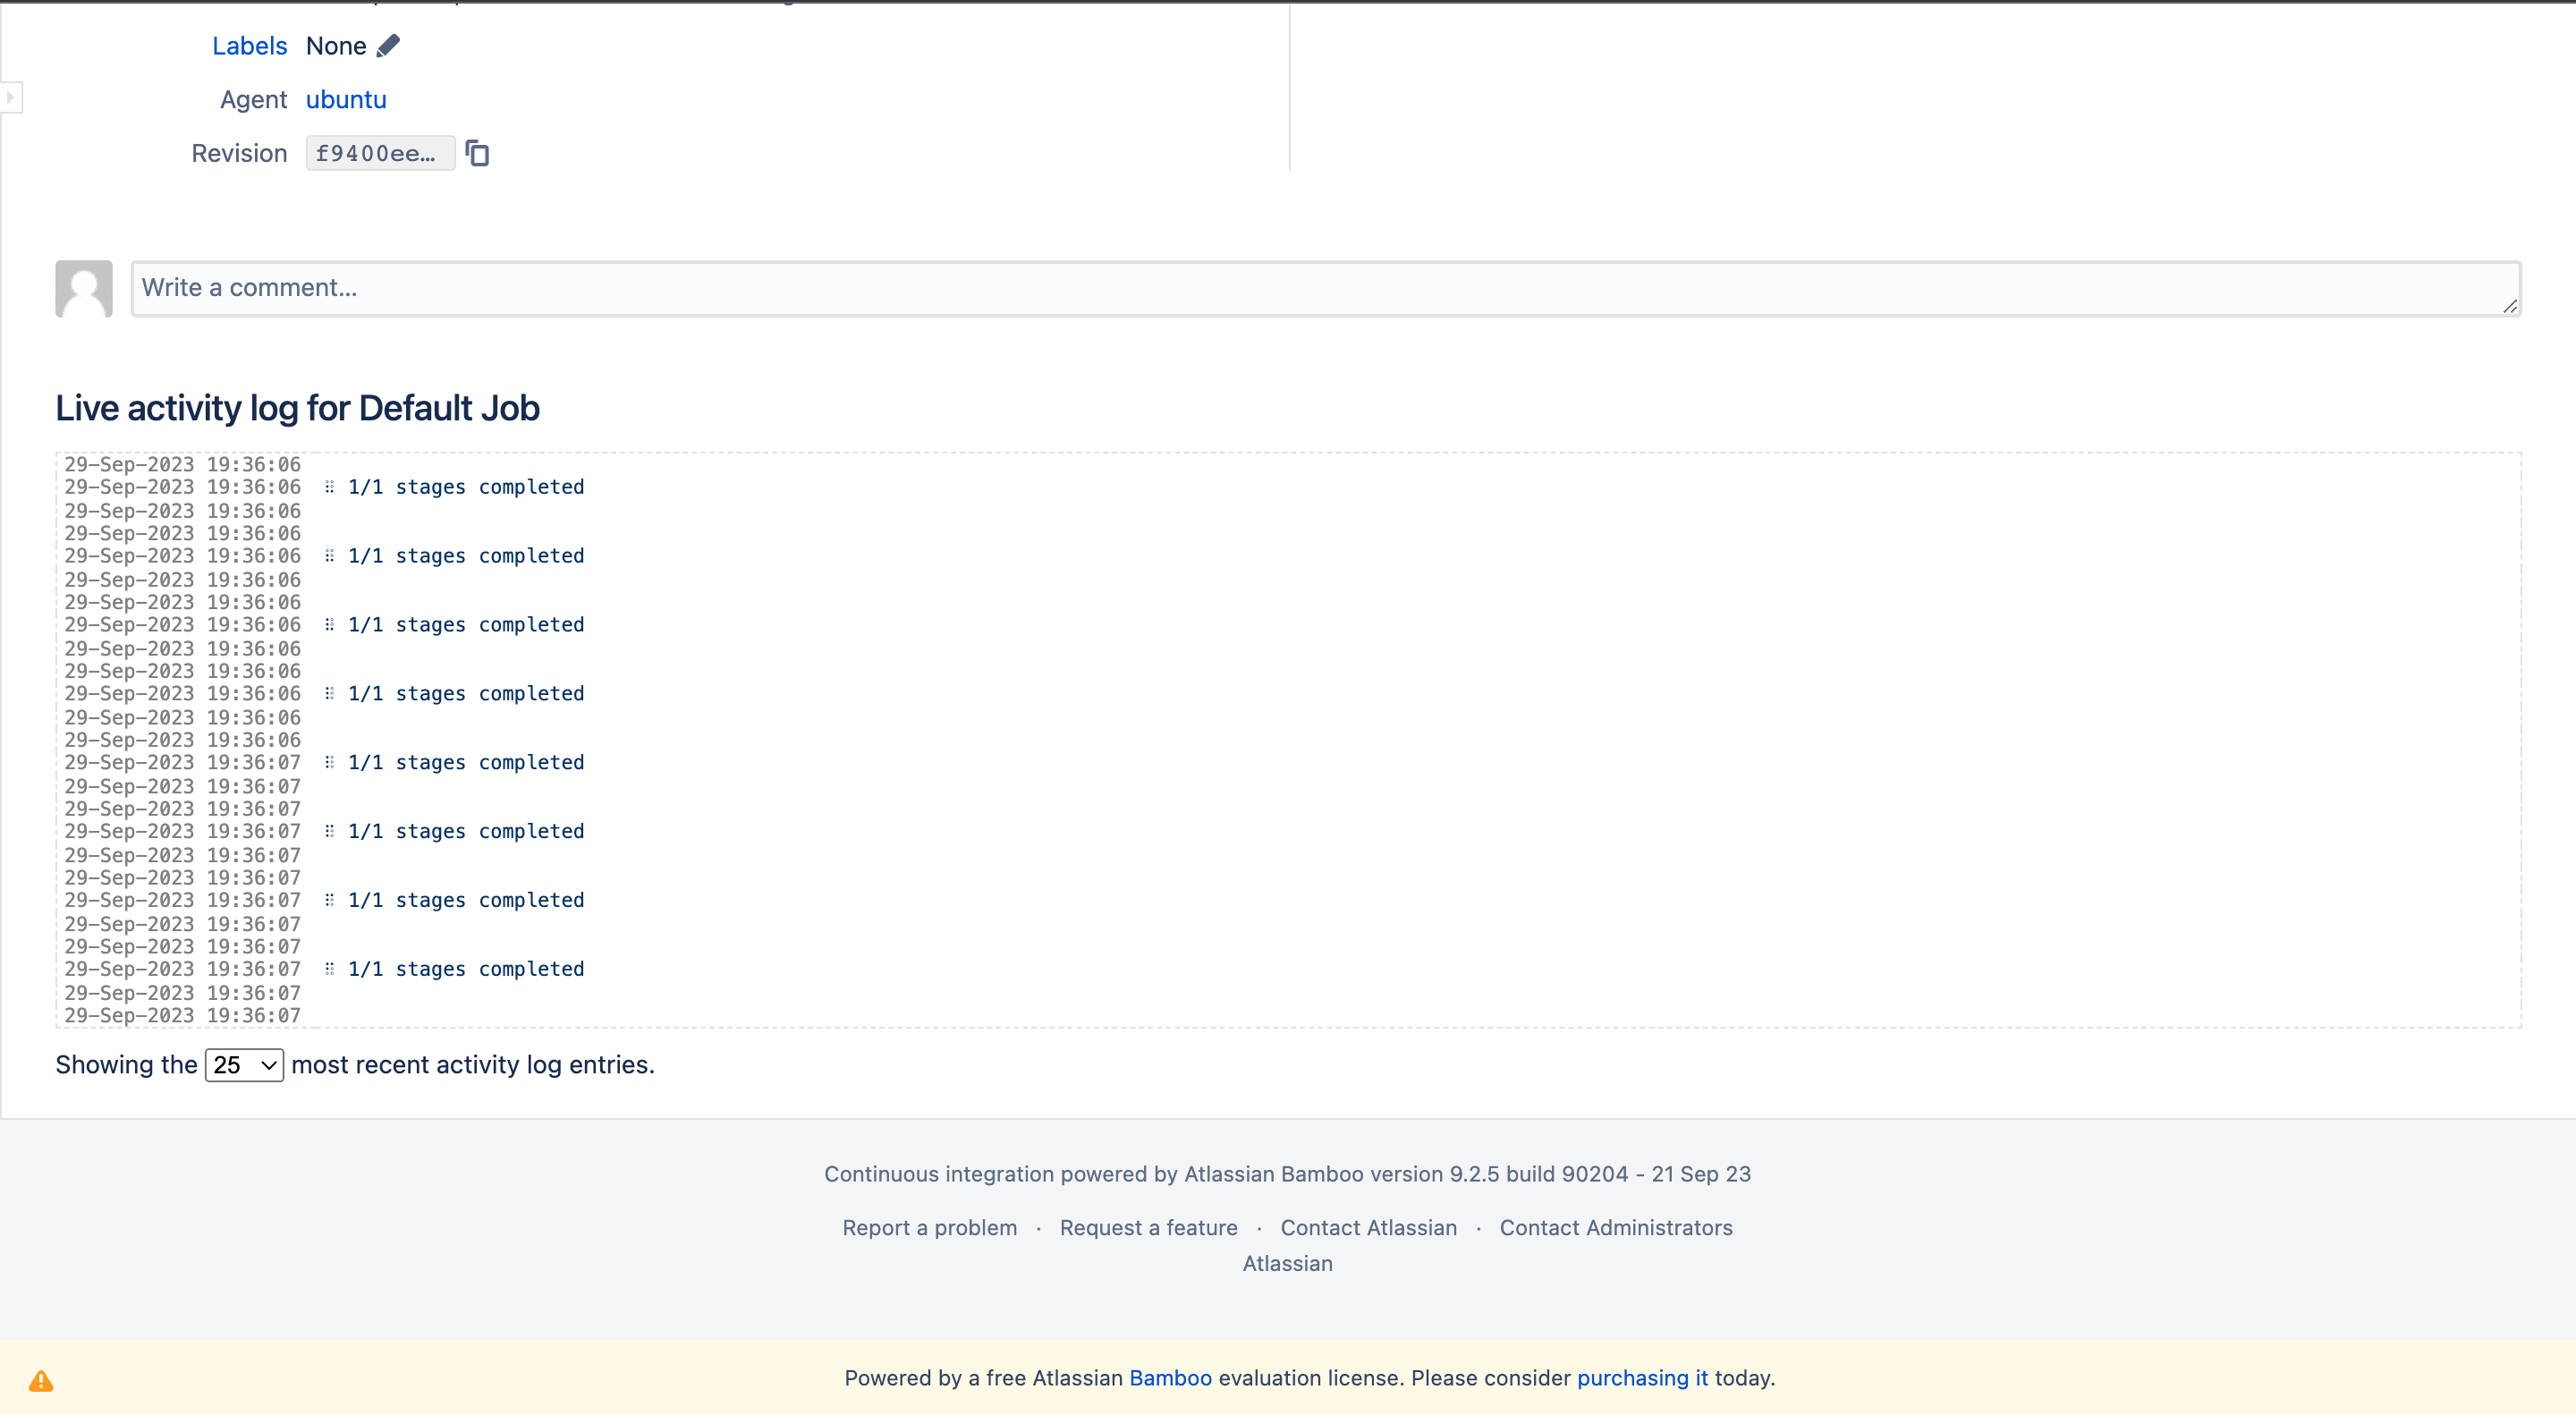 Labels None
Agent ubuntu
Revision f9400ee…
Write a comment...
Live activity log for Default Job
29-Sep-2023 19:36:06
29-Sep-2023 19:36:06 ⠿ 1/1 stages completed
29-Sep-2023 19:36:06
29-Sep-2023 19:36:06
29-Sep-2023 19:36:06 ⠿ 1/1 stages completed
29-Sep-2023 19:36:06
29-Sep-2023 19:36:06
29-Sep-2023 19:36:06 ⠿ 1/1 stages completed
29-Sep-2023 19:36:06
29-Sep-2023 19:36:06
29-Sep-2023 19:36:06 ⠿ 1/1 stages completed
29-Sep-2023 19:36:06
29-Sep-2023 19:36:06
29-Sep-2023 19:36:07 ⠿ 1/1 stages completed
29-Sep-2023 19:36:07
29-Sep-2023 19:36:07
29-Sep-2023 19:36:07 ⠿ 1/1 stages completed
29-Sep-2023 19:36:07
29-Sep-2023 19:36:07
29-Sep-2023 19:36:07 ⠿ 1/1 stages completed
29-Sep-2023 19:36:07
29-Sep-2023 19:36:07
29-Sep-2023 19:36:07 ⠿ 1/1 stages completed
29-Sep-2023 19:36:07
29-Sep-2023 19:36:07
Showing the 25 most recent activity log entries.
Continuous integration powered by Atlassian Bamboo version 9.2.5 build 90204 - 21 Sep 23
Report a problem · Request a feature · Contact Atlassian · Contact Administrators
Atlassian
Powered by a free Atlassian Bamboo evaluation license. Please consider purchasing it today.